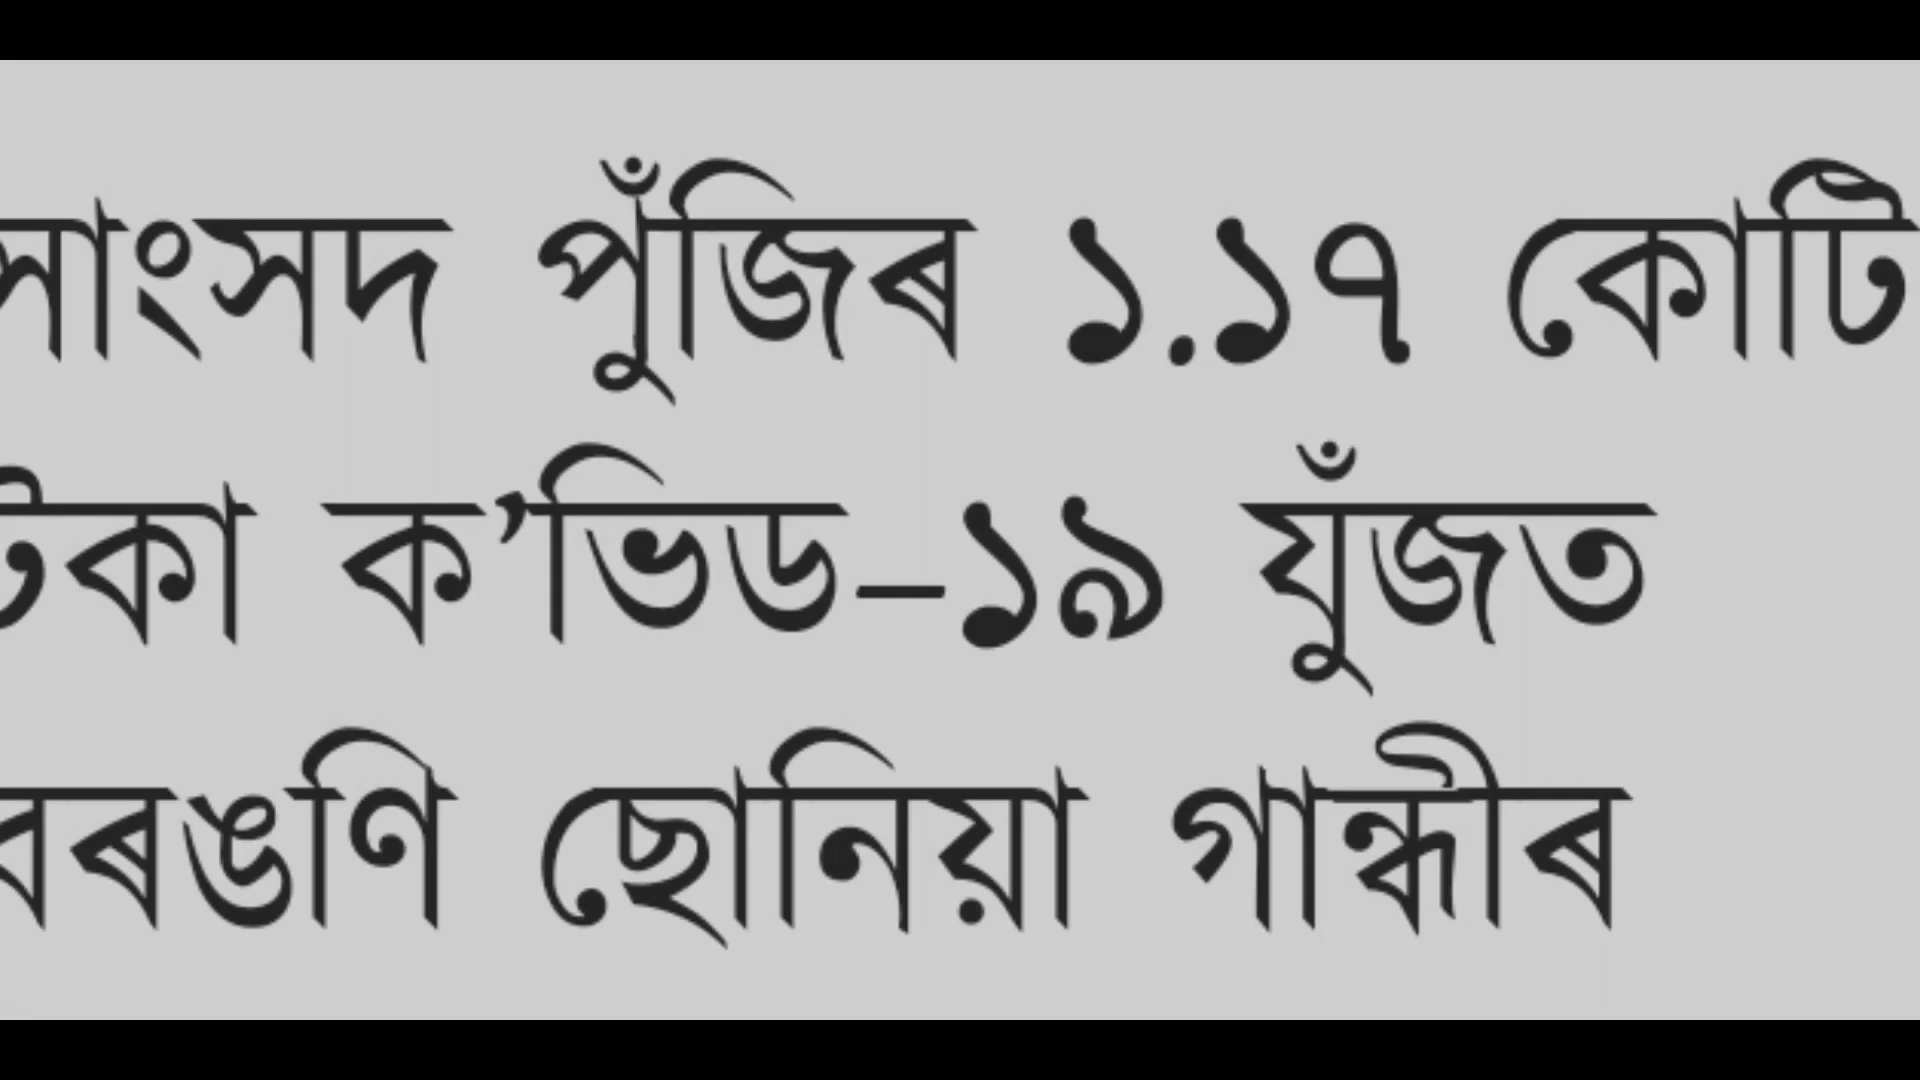 সাংসদ পুঁজিৰ ১.১৭ কোটি
টকা ক’ভিড–১৯ যুঁজত
বৰঙণি ছোনিয়া গান্ধীৰ